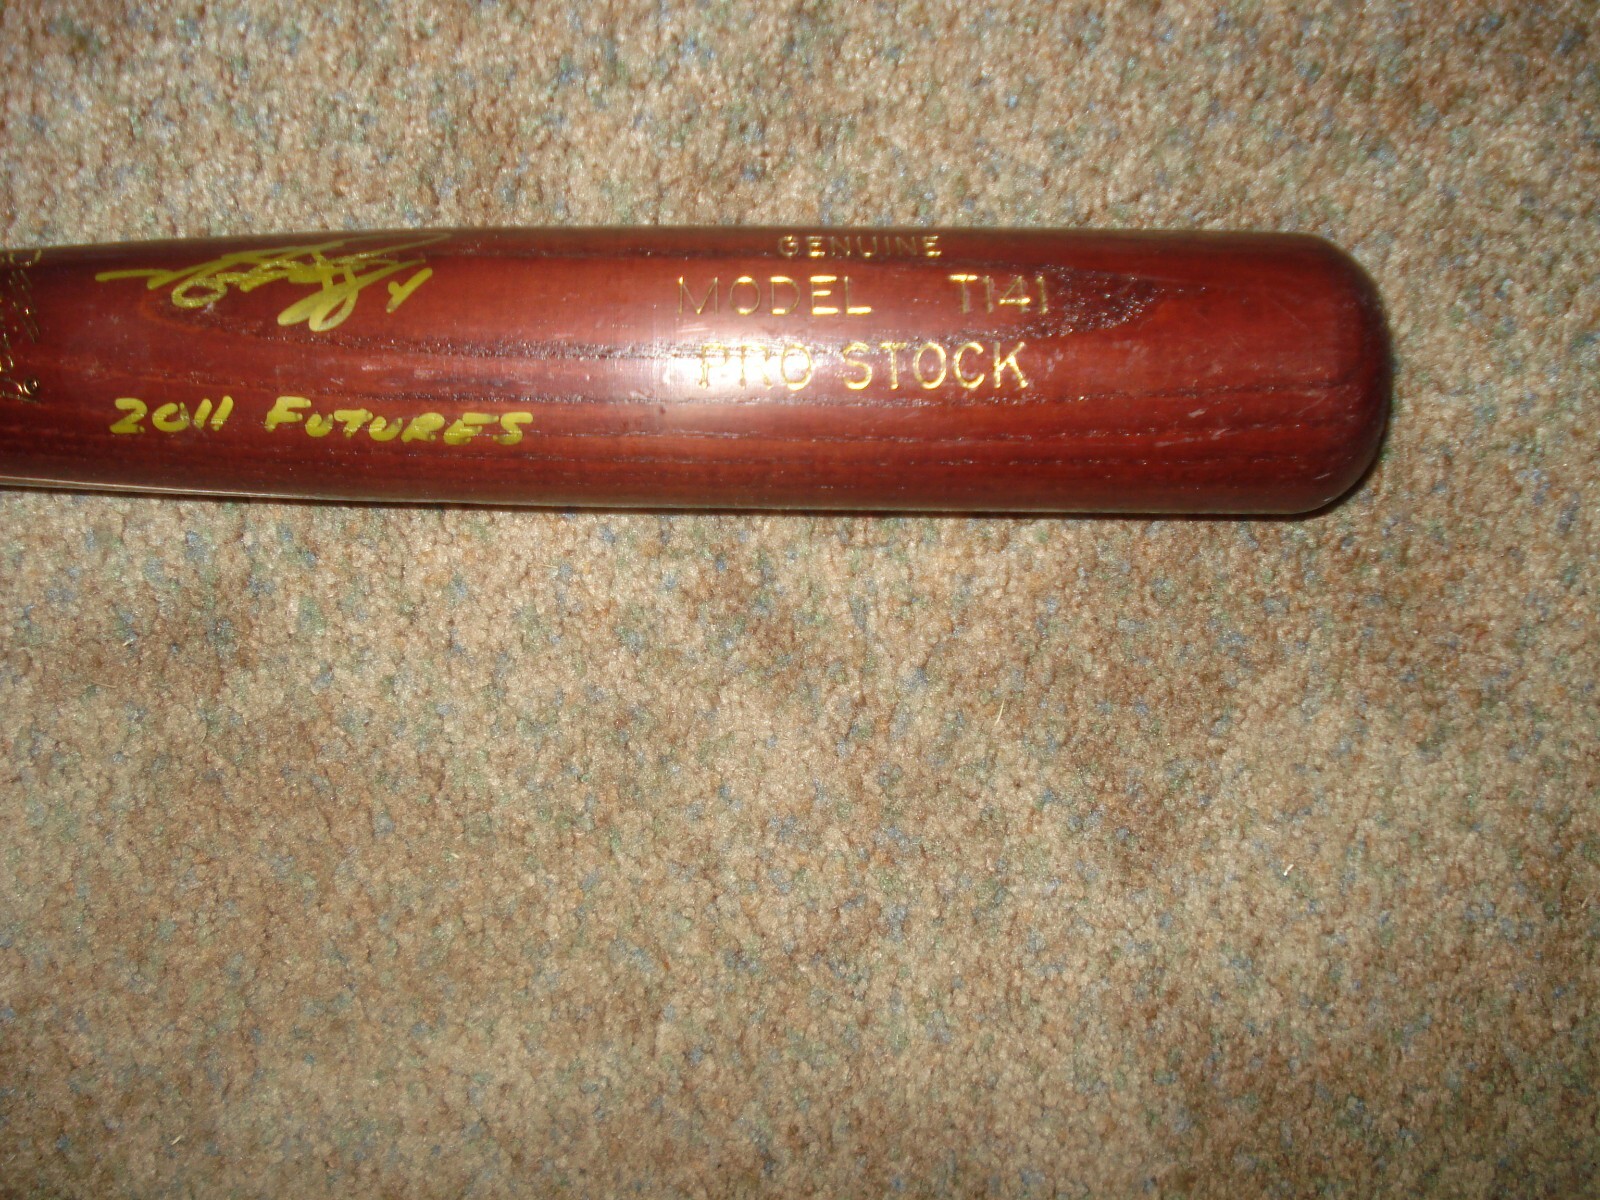 GENUINE
MODEL T141
PRO STOCK
2011 FUTURES